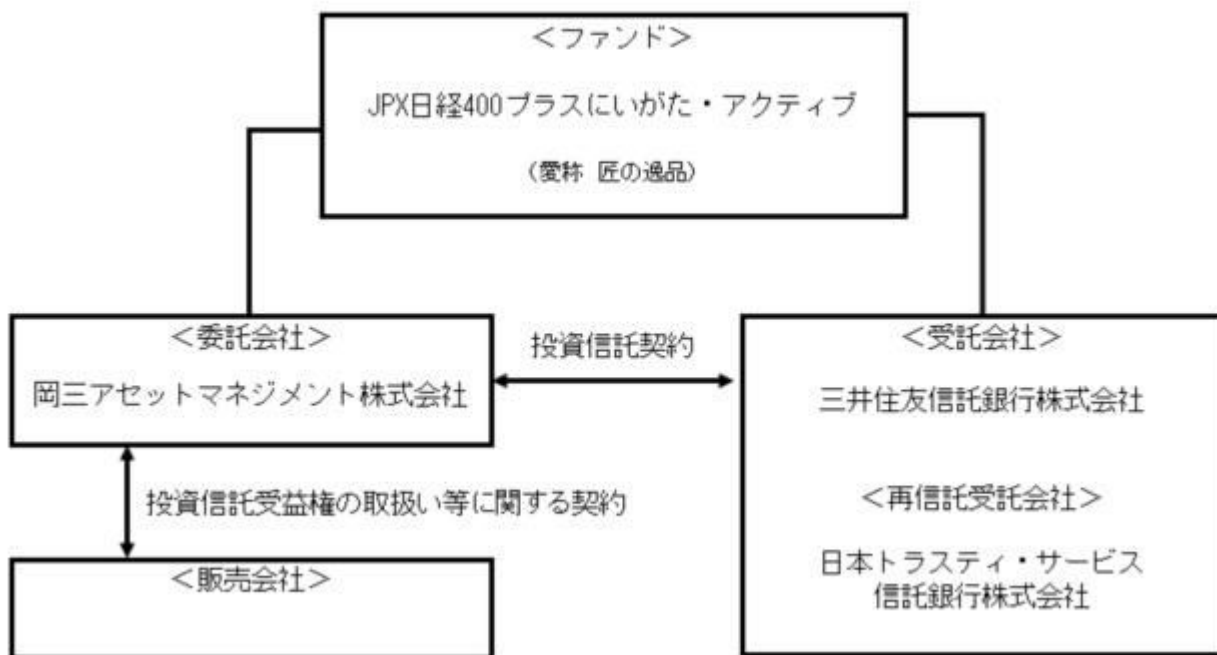 ＜ファンド＞
JPX日経400プラスにいがた・アクティブ
（愛称 匠の逸品）
＜委託会社＞
岡三アセットマネジメント株式会社
投資信託契約
＜受託会社＞
三井住友信託銀行株式会社
＜再信託受託会社＞
日本トラスティ・サービス
信託銀行株式会社
投資信託受益権の取扱い等に関する契約
＜販売会社＞